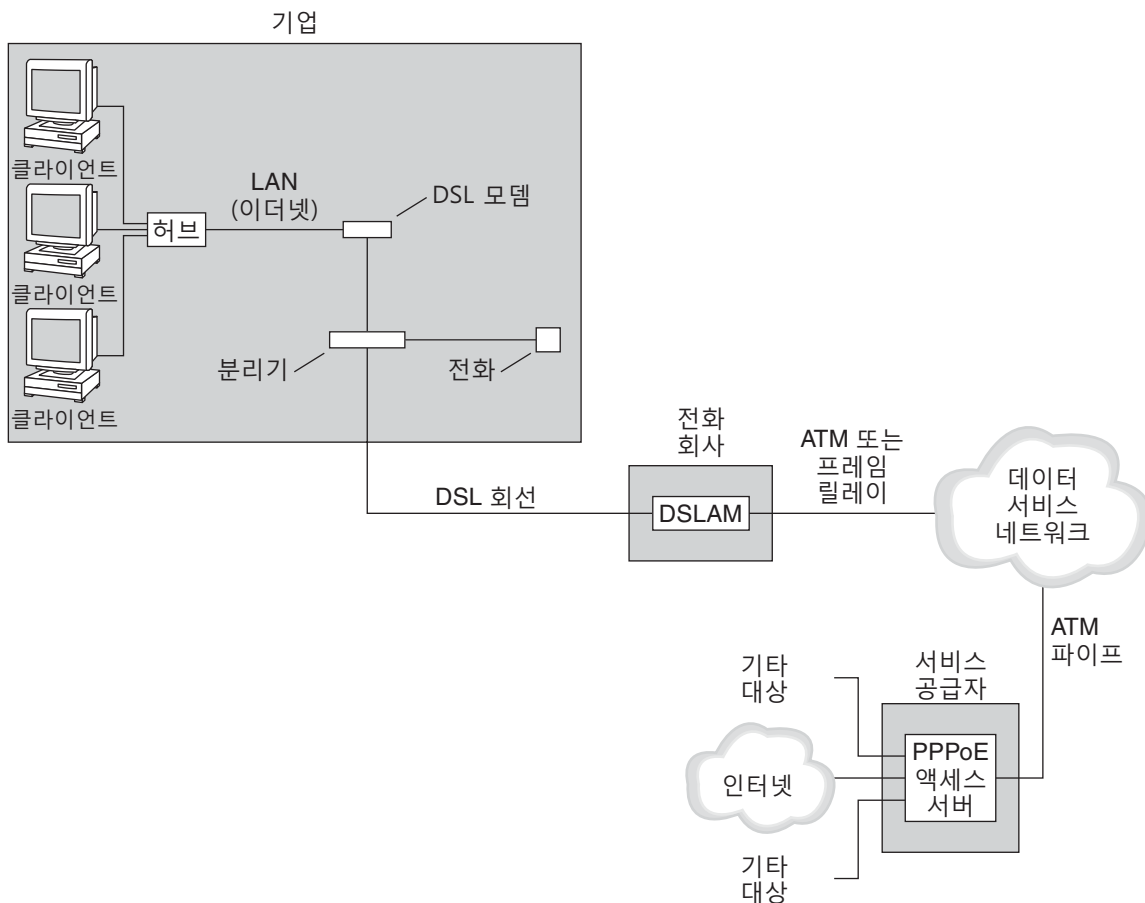 기업
클라이언트
클라이언트
클라이언트
허브
LAN
(이더넷)
DSL 모뎀
분리기
전화
DSL 회선
전화
회사
DSLAM
ATM 또는
프레임
릴레이
데이터
서비스
네트워크
ATM
파이프
서비스
공급자
PPPoE
액세스
서버
기타
대상
인터넷
기타
대상